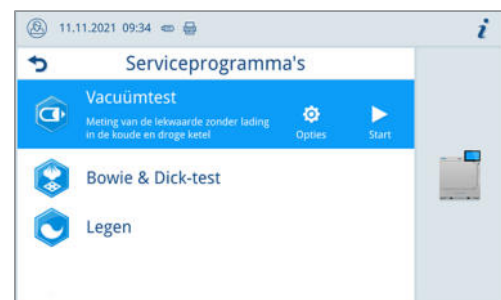 11.11.2021 09:34
i
Serviceprogramma's
Vacuümtest
Meting van de lekwaarde zonder lading
in de koude en droge ketel
Opties
Start
Bowie & Dick-test
Legen